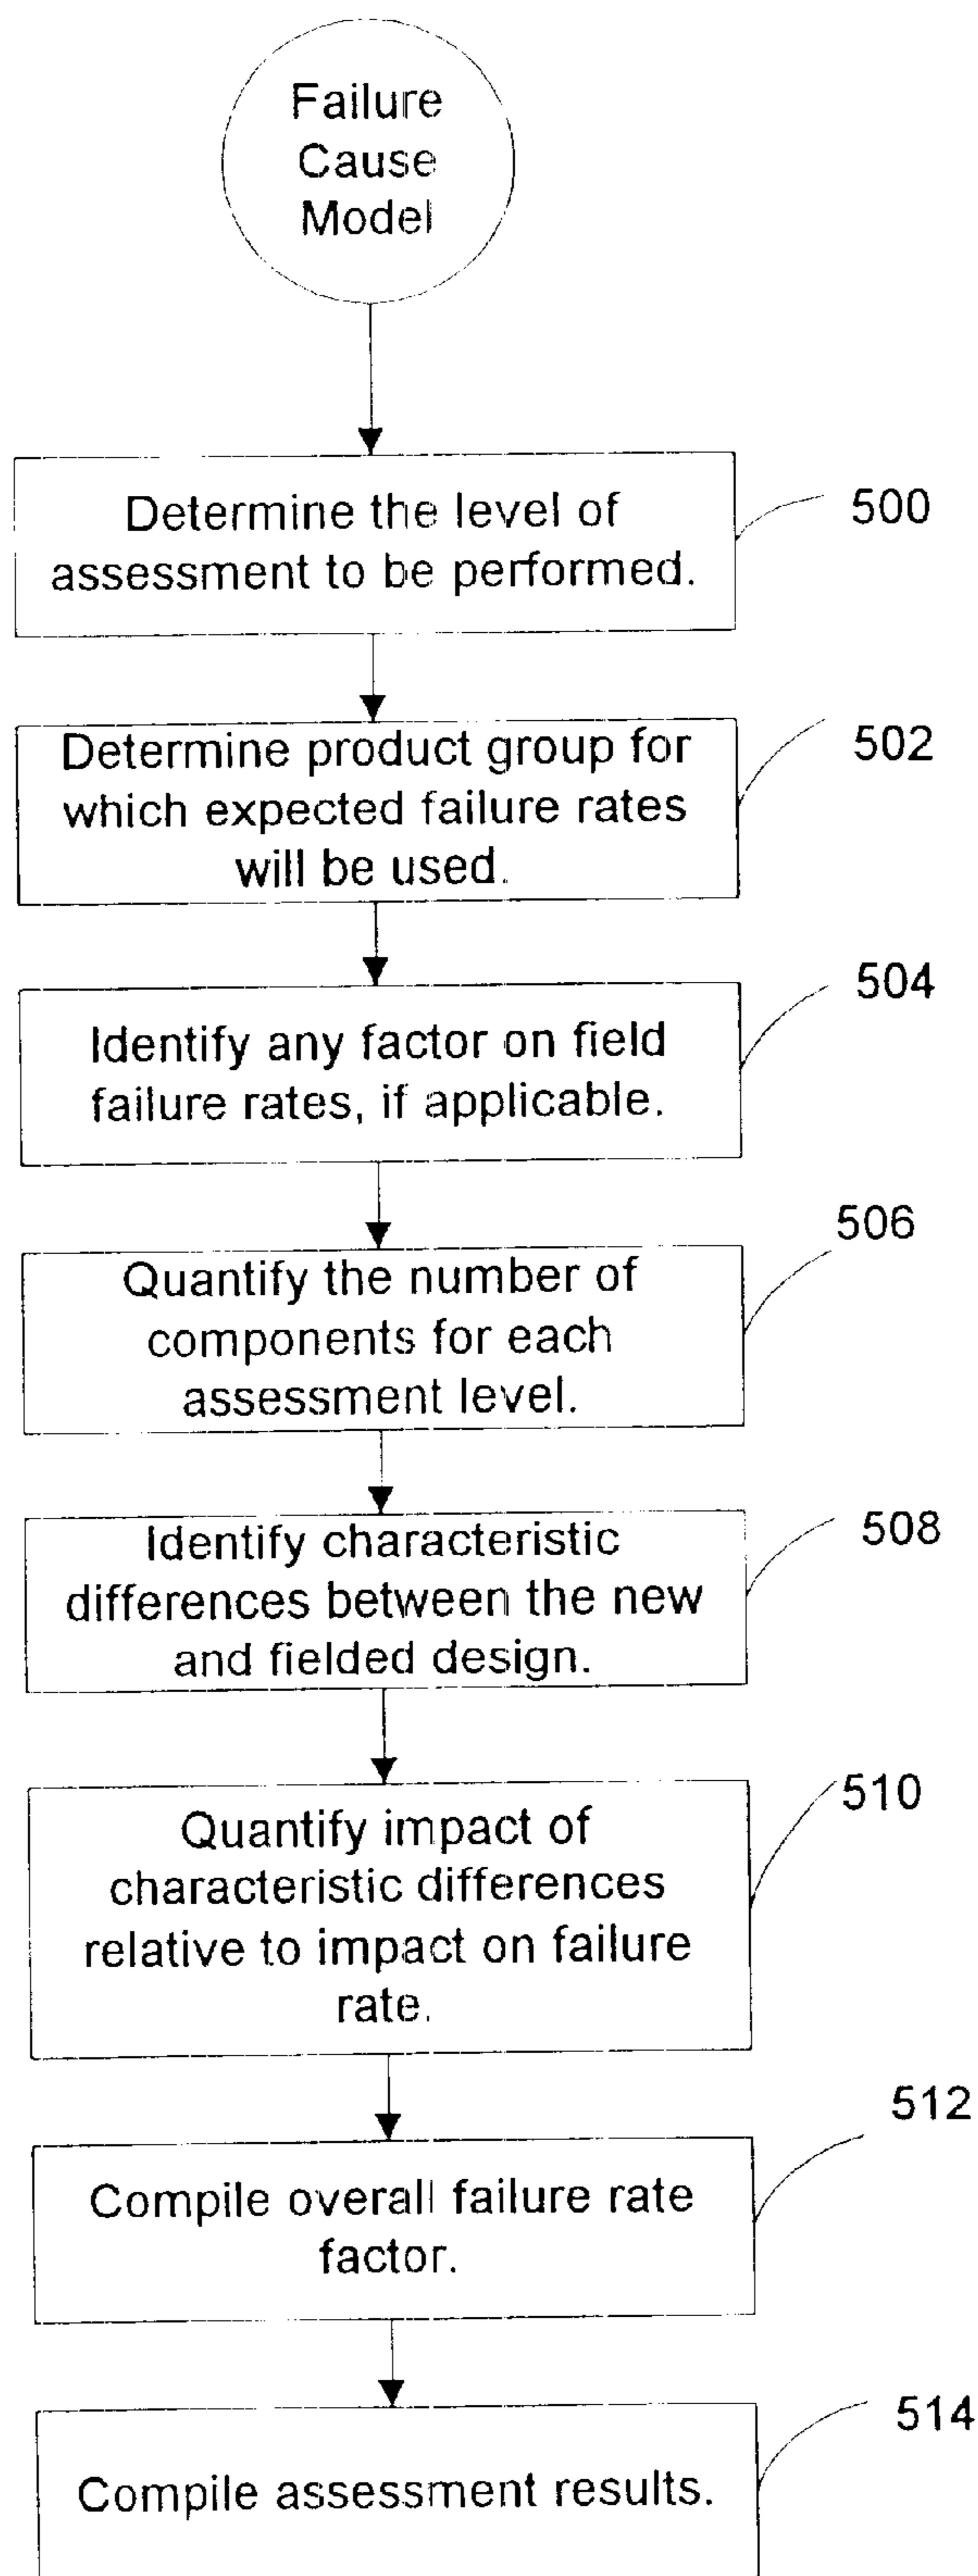 Failure
Cause
Model
Determine the level of
assessment to be performed.
500
Determine product group for
which expected failure rates
will be used.
502
Identify any factor on field
failure rates, if applicable.
504
Quantify the number of
components for each
assessment level.
506
Identify characteristic
differences between the new
and fielded design.
508
Quantify impact of
characteristic differences
relative to impact on failure
rate.
510
Compile overall failure rate
factor.
512
Compile assessment results.
514